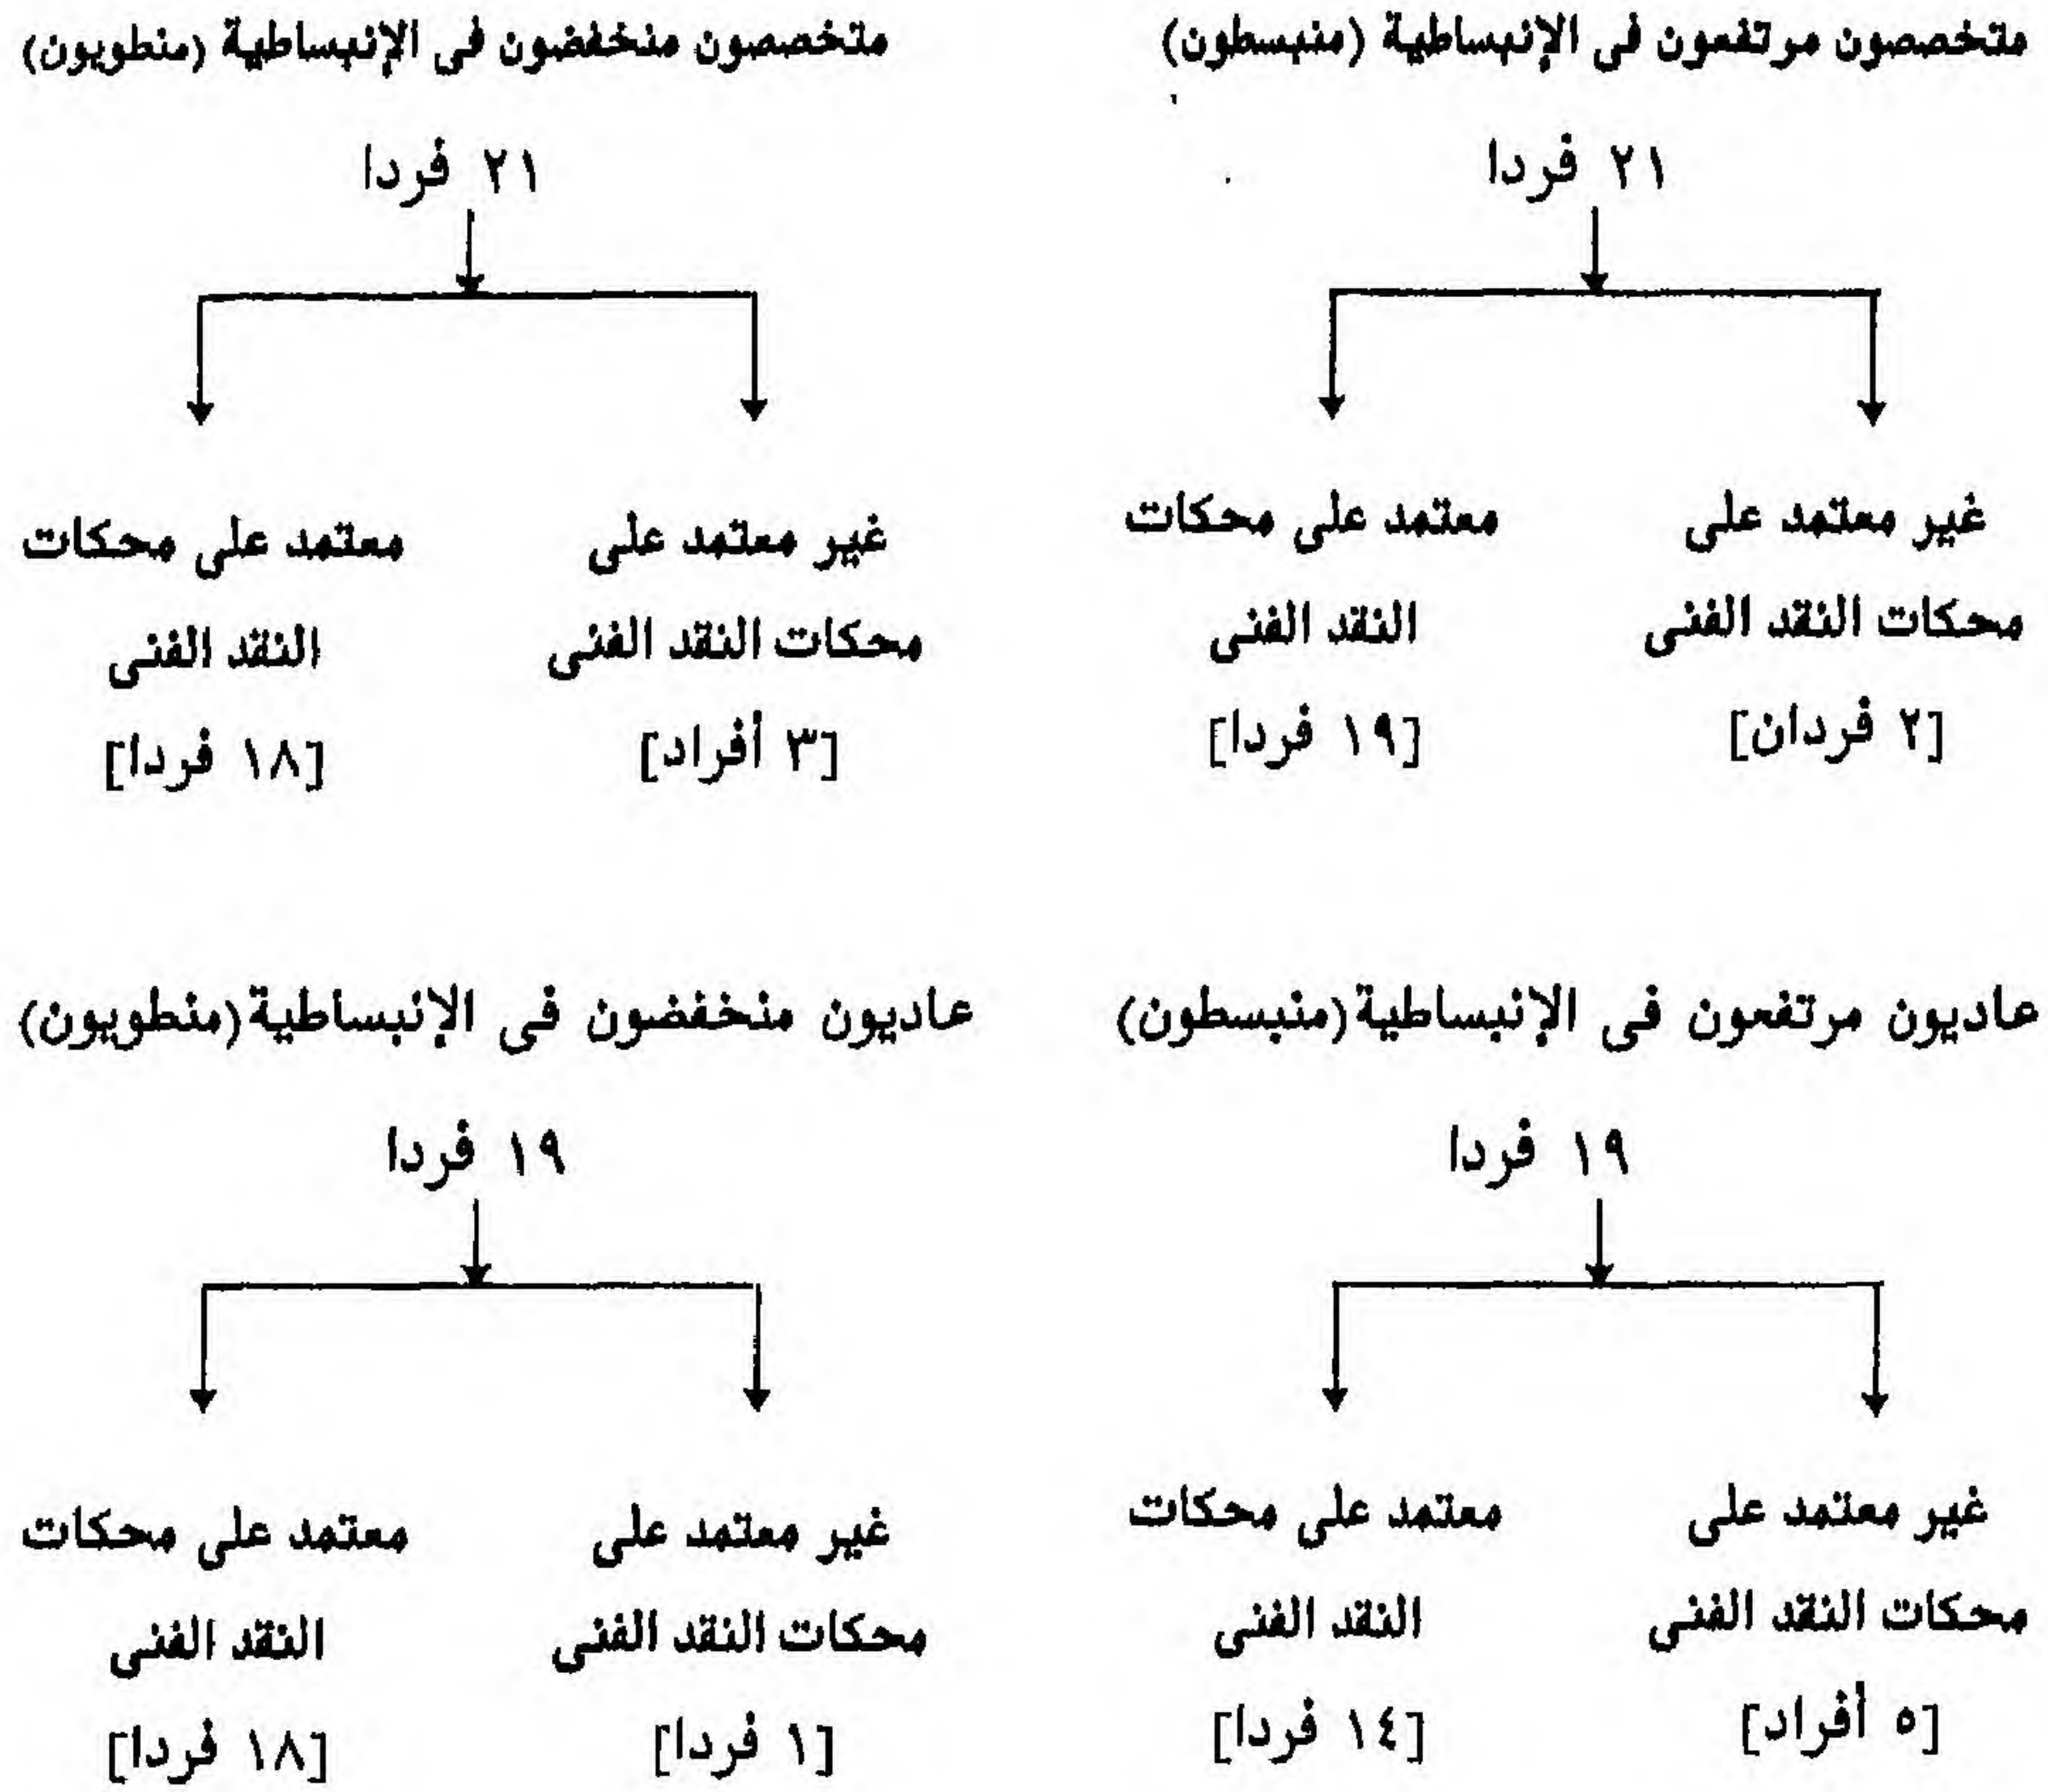 متخصصون مرتفعون فى الإنبساطية (منبسطون)
٢١ فردا
غير معتمد على
محكات النقد الفنى
[٢ فردان]
معتمد على محكات
النقد الفنى
[١٩ فردا]
متخصصون منخفضون فى الإنبساطية (منطويون)
٢١ فردا
غير معتمد على
محكات النقد الفنى
[٣ أفراد]
معتمد على محكات
النقد الفنى
[١٨ فردا]
عاديون مرتفعون فى الإنبساطية (منبسطون)
١٩ فردا
غير معتمد على
محكات النقد الفنى
[٥ أفراد]
معتمد على محكات
النقد الفنى
[١٤ فردا]
عاديون منخفضون فى الإنبساطية (منطويون)
١٩ فردا
غير معتمد على
محكات النقد الفنى
[١ فردا]
معتمد على محكات
النقد الفنى
[١٨ فردا]